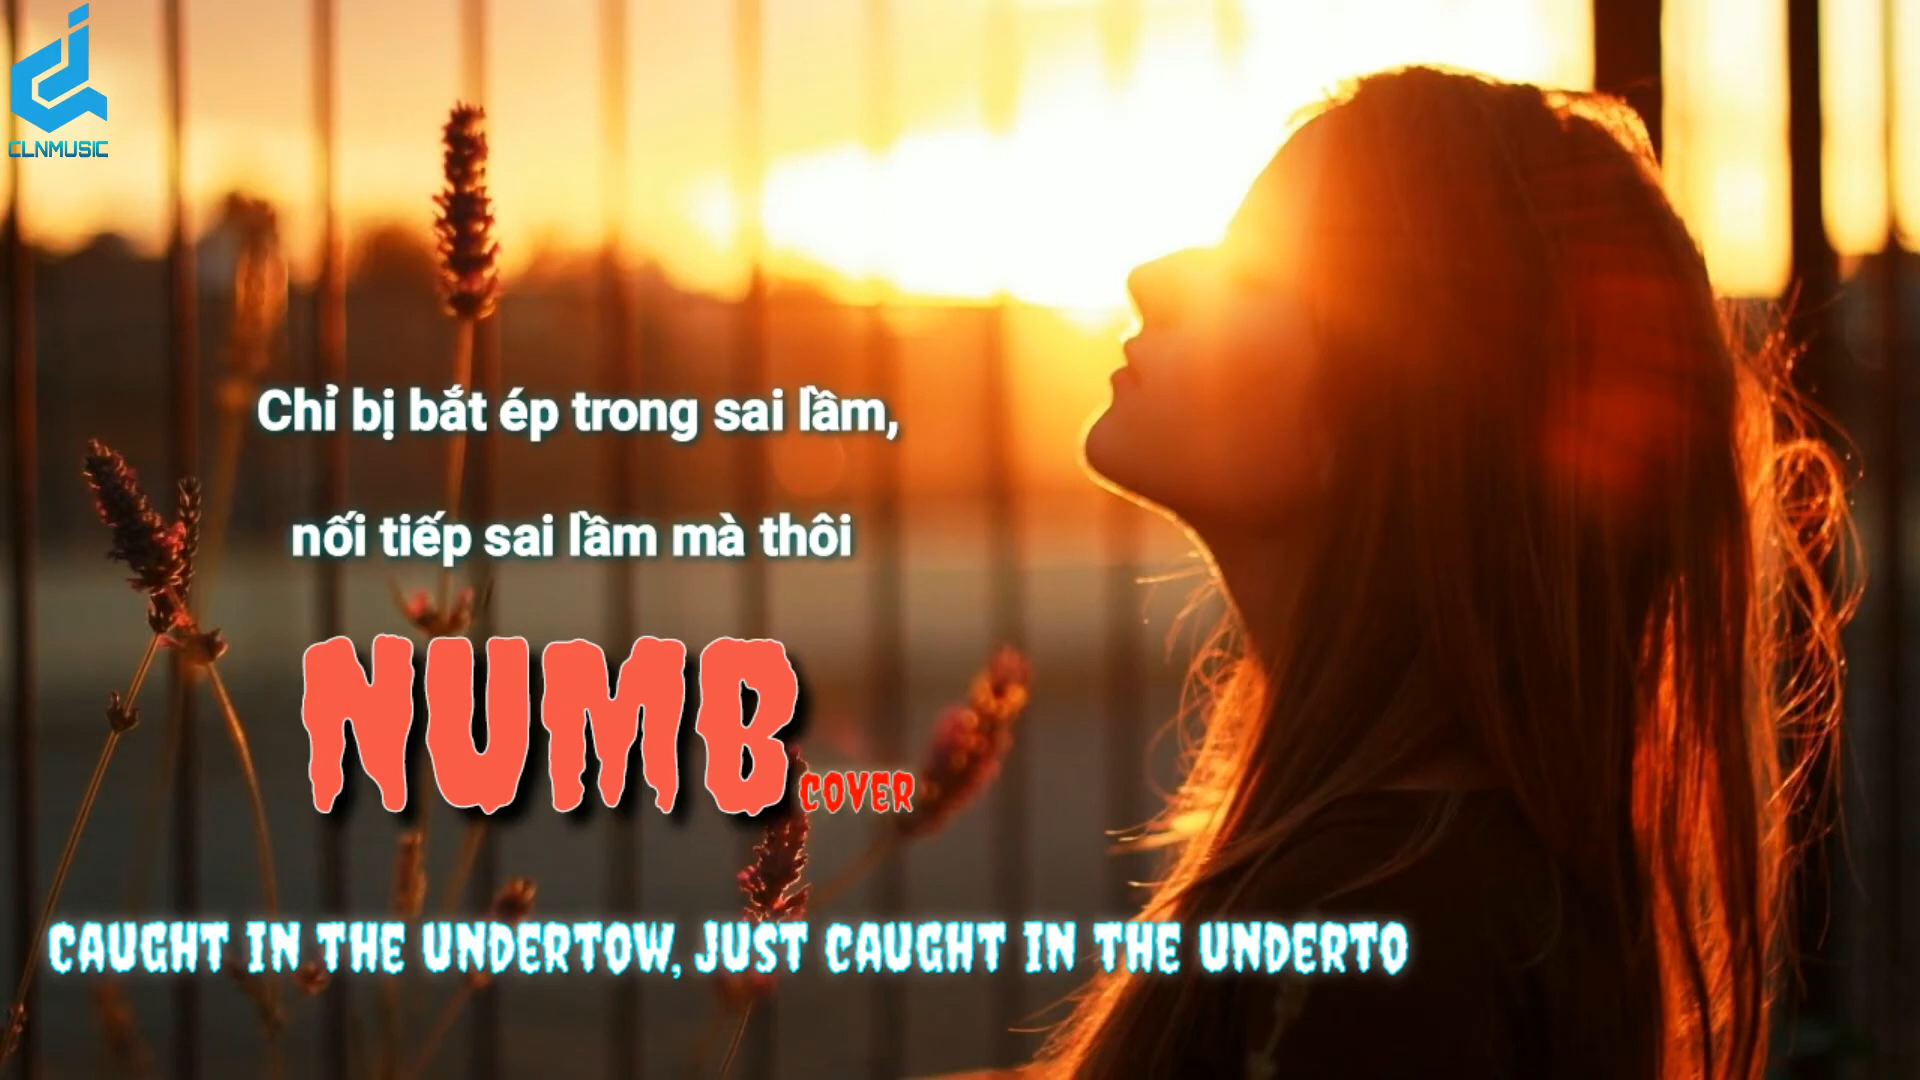 CLNMUSIC
Chỉ bị bắt ép trong sai lầm,
nối tiếp sai lầm mà thôi
NUMB
COVER
CAUGHT IN THE UNDERTOW, JUST CAUGHT IN THE UNDERTO